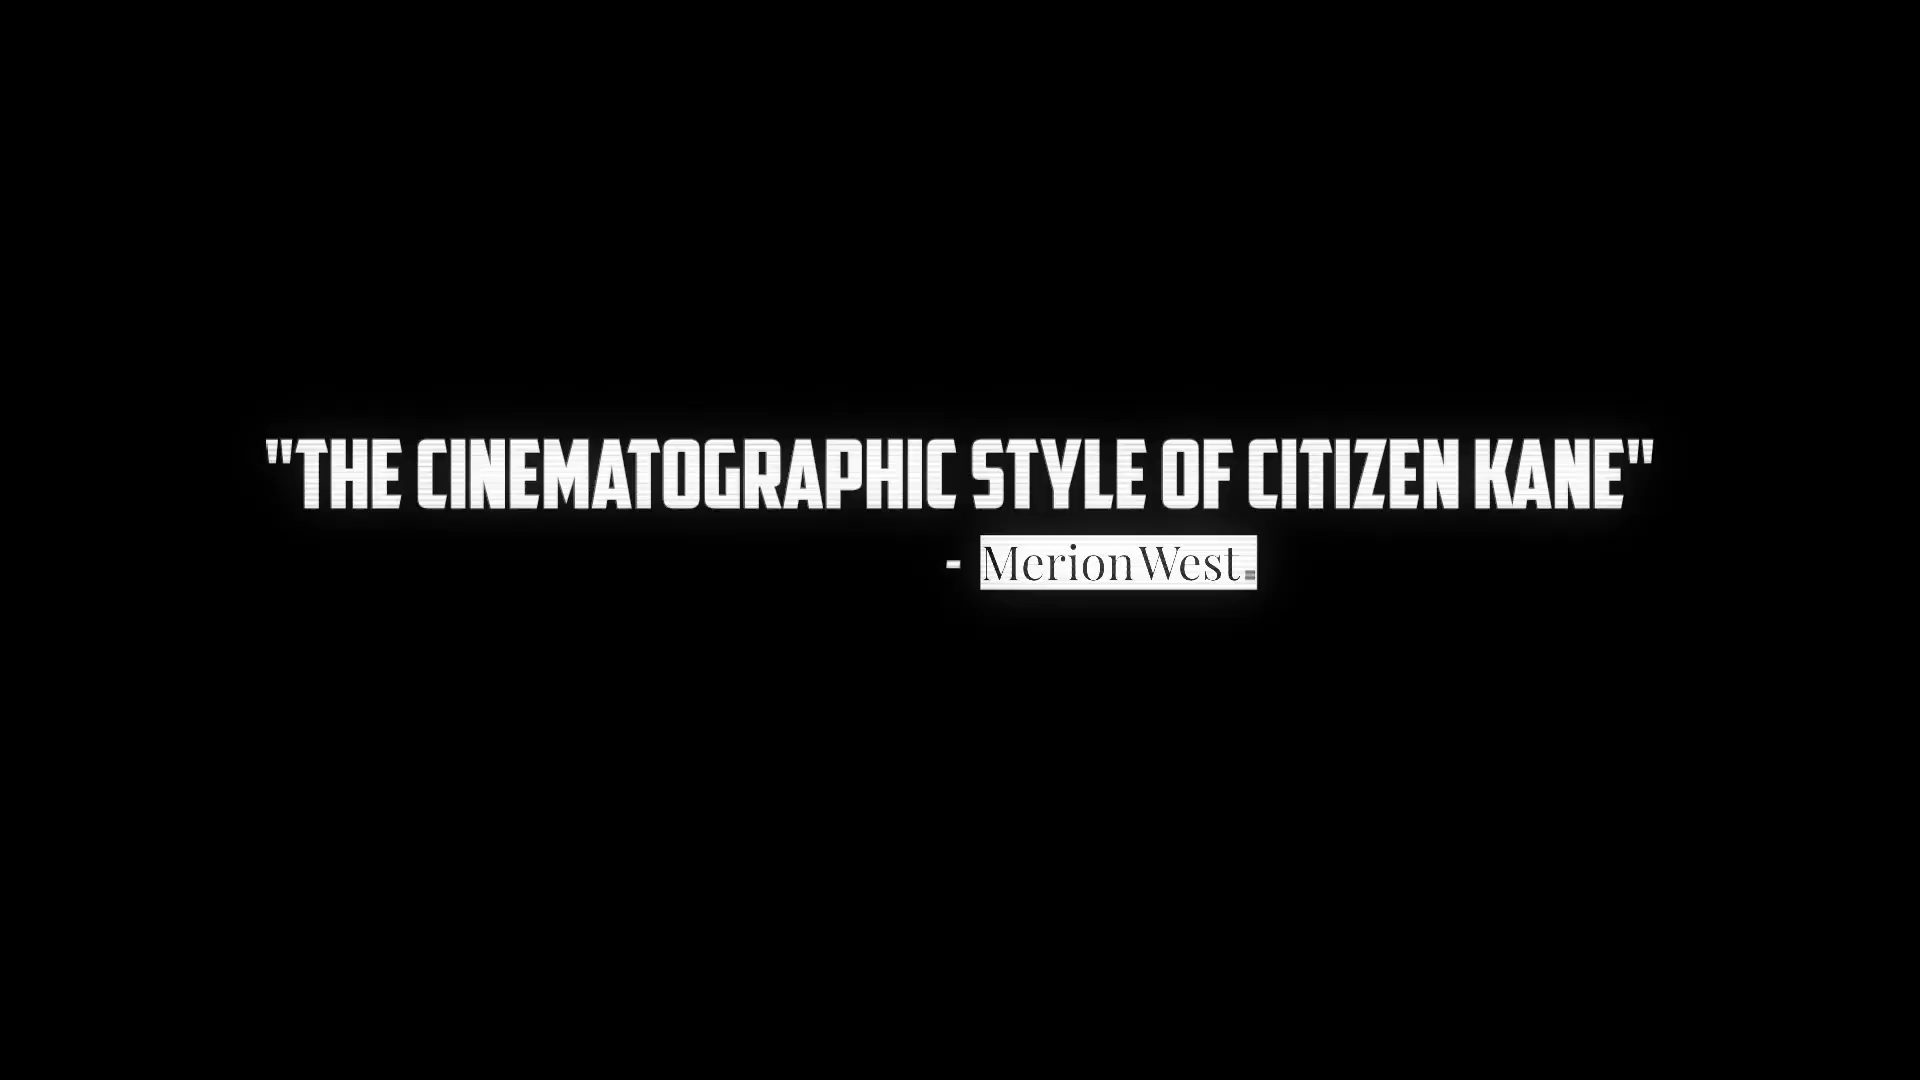 "THE CINEMATOGRAPHIC STYLE OF CITIZEN KANE"
- MerionWest.